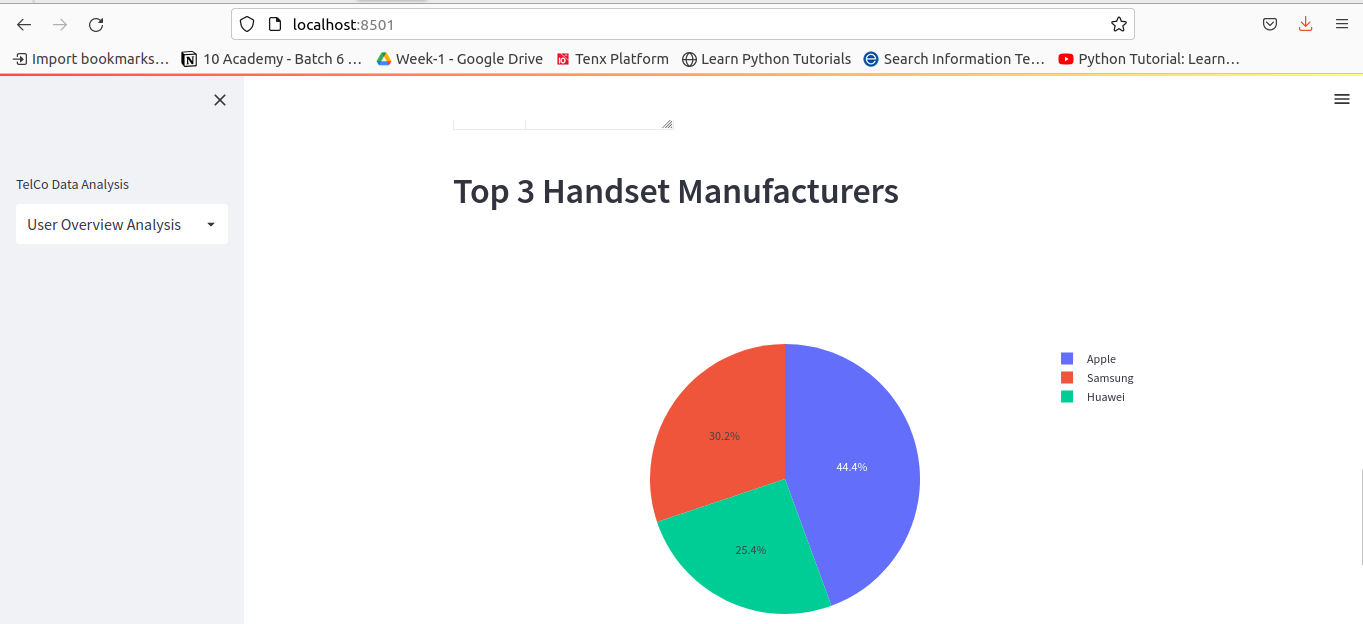 localhost:8501
Import bookmarks... 10 Academy - Batch 6 ... Week-1 - Google Drive Tenx Platform Learn Python Tutorials Search Information Te... Python Tutorial: Learn...
TelCo Data Analysis
User Overview Analysis
Top 3 Handset Manufacturers
Apple
Samsung
Huawei
30.2%
44.4%
25.4%